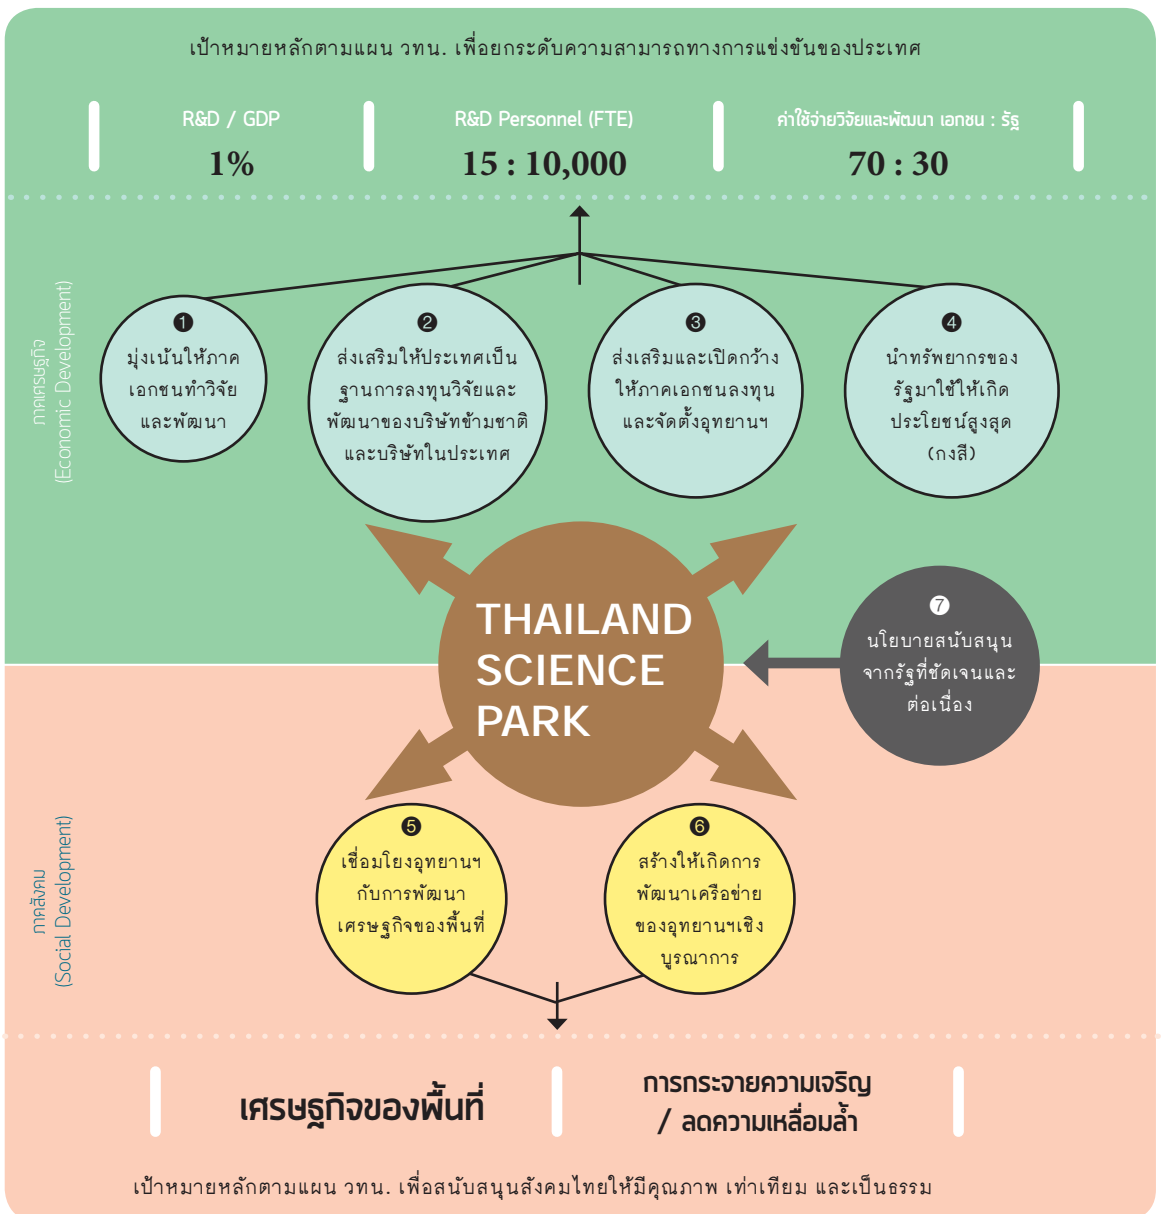 เป้าหมายหลักตามแผน วทน. เพื่อยกระดับความสามารถทางการแข่งขันของประเทศ
R&D / GDP
1%
R&D Personnel (FTE)
15 : 10,000
ค่าใช้จ่ายวิจัยและพัฒนา เอกชน : รัฐ
70 : 30
ภาคเศรษฐกิจ
(Economic Development)
1
มุ่งเน้นให้ภาค
เอกชนทำวิจัย
และพัฒนา
2
ส่งเสริมให้ประเทศเป็น
ฐานการลงทุนวิจัยและ
พัฒนาของบริษัทข้ามชาติ
และบริษัทในประเทศ
3
ส่งเสริมและเปิดกว้าง
ให้ภาคเอกชนลงทุน
และจัดตั้งอุทยานฯ
4
นำทรัพยากรของ
รัฐมาใช้ให้เกิด
ประโยชน์สูงสุด
(กงสี)
THAILAND
SCIENCE
PARK
7
นโยบายสนับสนุน
จากรัฐที่ชัดเจนและ
ต่อเนื่อง
ภาคสังคม
(Social Development)
5
เชื่อมโยงอุทยานฯ
กับการพัฒนา
เศรษฐกิจของพื้นที่
6
สร้างให้เกิดการ
พัฒนาเครือข่าย
ของอุทยานฯเชิง
บูรณาการ
เศรษฐกิจของพื้นที่
การกระจายความเจริญ
/ ลดความเหลื่อมล้ำ
เป้าหมายหลักตามแผน วทน. เพื่อสนับสนุนสังคมไทยให้มีคุณภาพ เท่าเทียม และเป็นธรรม